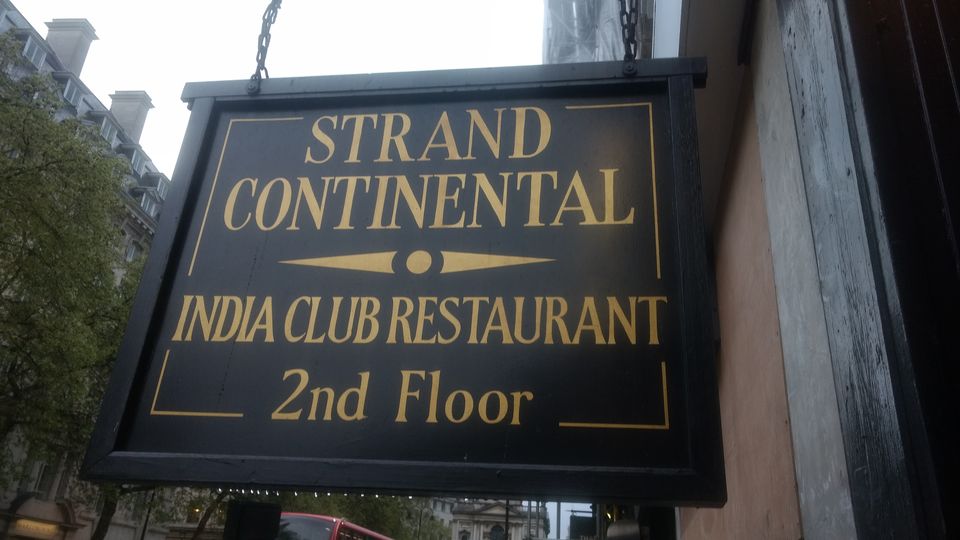 STRAND
CONTINENTAL
INDIA CLUB RESTAURANT
2nd Floor